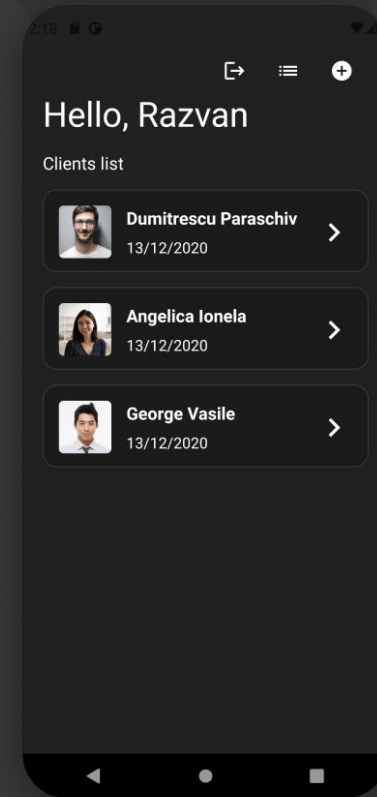 2:18
Hello, Razvan
Clients list
Dumitrescu Paraschiv
13/12/2020
Angelica Ionela
13/12/2020
George Vasile
13/12/2020